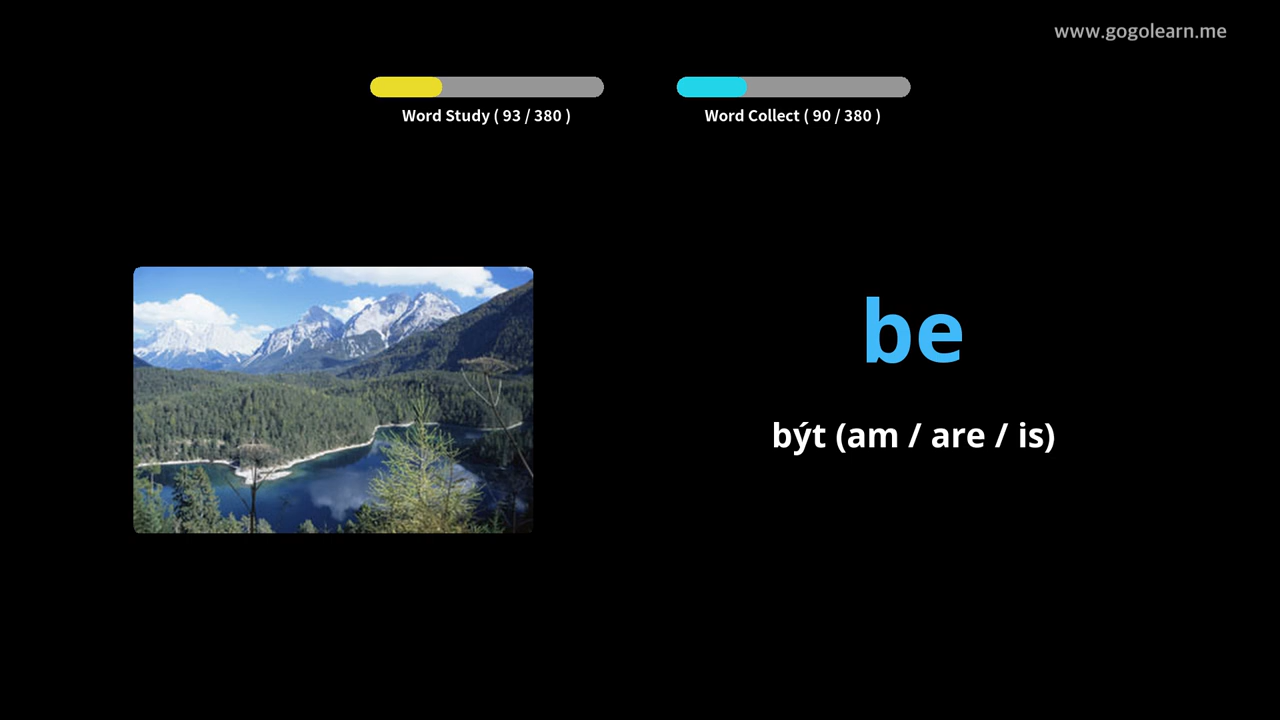 www.gogolearn.me
Word Study ( 93 / 380 )
Word Collect ( 90 / 380 )
be
být (am / are / is)